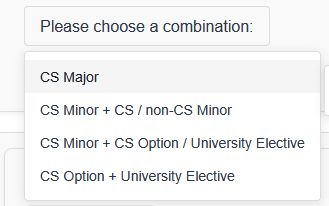 Please choose a combination:
CS Major
CS Minor + CS / non-CS Minor
CS Minor + CS Option / University Elective
CS Option + University Elective